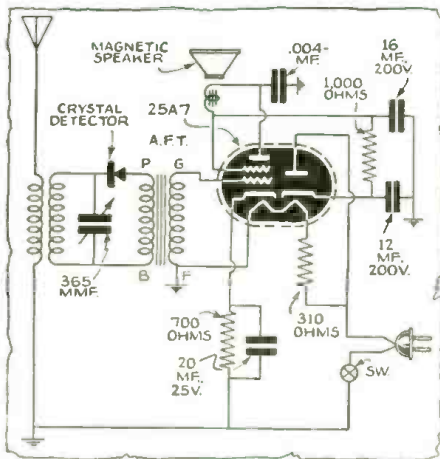 MAGNETIC
SPEAKER
.004-
MF.
16
MF.
200V.
1,000
OHMS
CRYSTAL
DETECTOR
25A7
A.F.T.
P
G
365
MMF.
B
F
12
MF.
200V.
700
OHMS
310
OHMS
20
MF.,
25V.
SW.